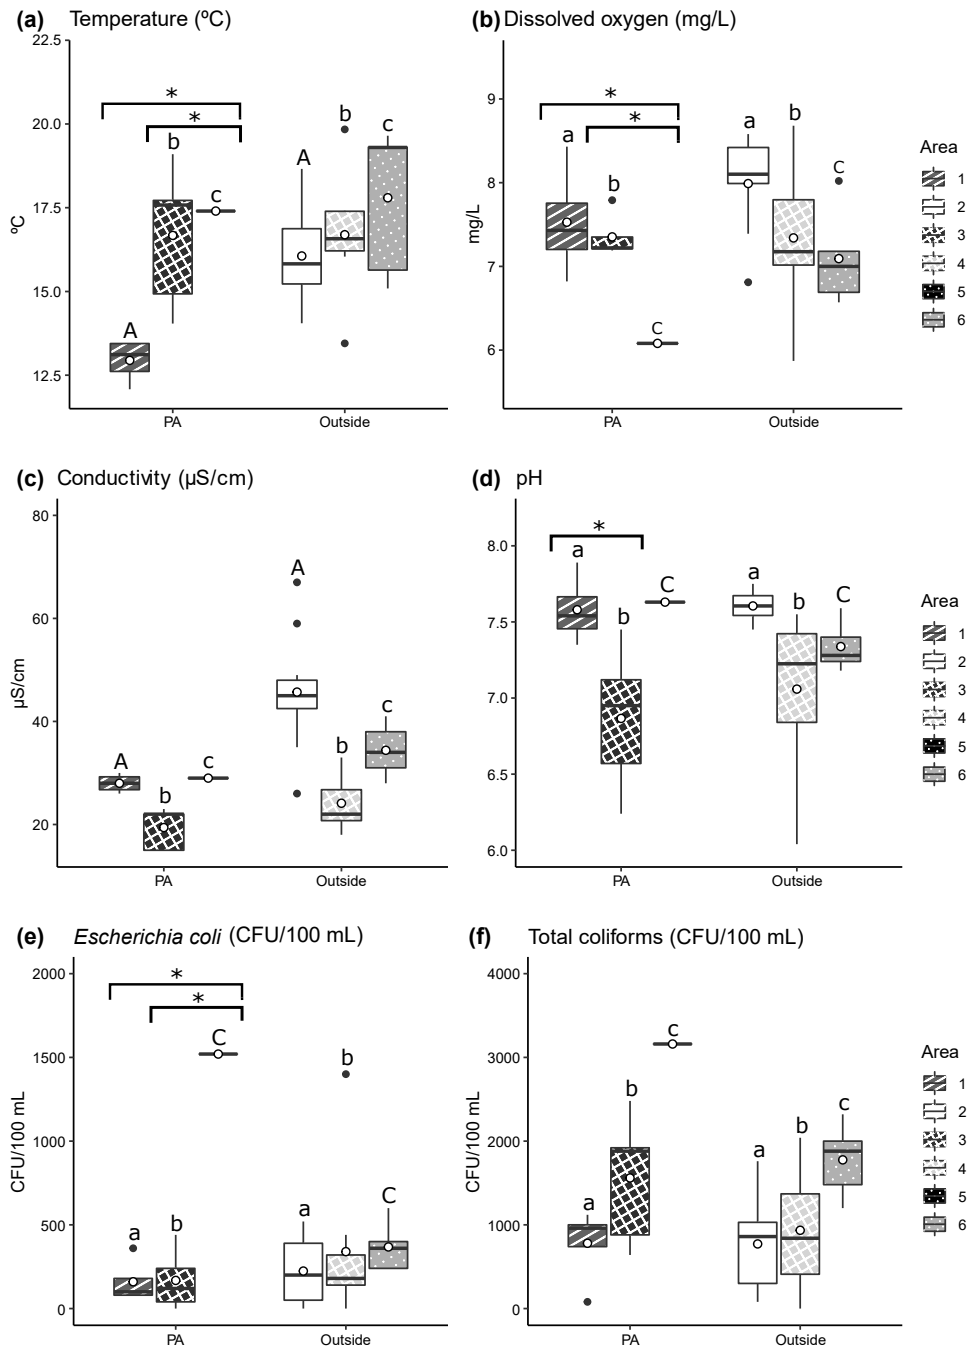 (a) Temperature (ºC)
22.5
20.0
17.5
15.0
12.5
ºC
*
*
A
b
c
A
b
c
PA
Outside
(b) Dissolved oxygen (mg/L)
9
8
7
6
mg/L
*
*
a
b
C
a
b
C
PA
Outside
Area
1
2
3
4
5
6
(c) Conductivity (µS/cm)
80
60
40
20
µS/cm
A
b
c
A
b
c
PA
Outside
(d) pH
8.0
7.5
7.0
6.5
6.0
*
a
b
C
a
b
C
PA
Outside
Area
1
2
3
4
5
6
(e) Escherichia coli (CFU/100 mL)
2000
1500
1000
500
0
CFU/100 mL
*
*
a
b
C
a
b
C
PA
Outside
(f) Total coliforms (CFU/100 mL)
4000
3000
2000
1000
0
CFU/100 mL
a
b
c
a
b
c
PA
Outside
Area
1
2
3
4
5
6